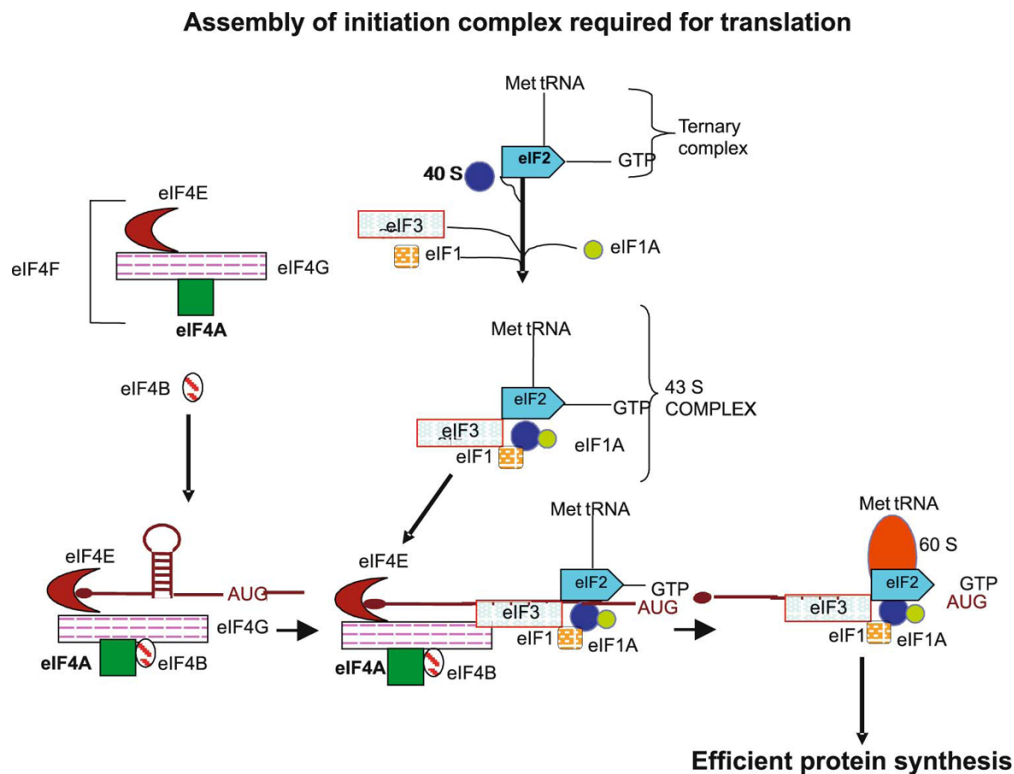 Assembly of initiation complex required for translation
Met tRNA
Ternary
complex
eIF2
GTP
40 S
eIF4E
eIF3
eIF1
eIF1A
eIF4F
eIF4G
eIF4A
Met tRNA
eIF4B
eIF2
GTP
43 S
COMPLEX
eIF3
eIF1A
eIF1
Met tRNA
Met tRNA
eIF4E
eIF4E
60 S
eIF2
GTP
eIF2
GTP
AUG
AUG
AUG
eIF3
eIF3
eIF4G
eIF1
eIF1A
eIF1
eIF1A
eIF4A
eIF4B
eIF4A
eIF4B
Efficient protein synthesis